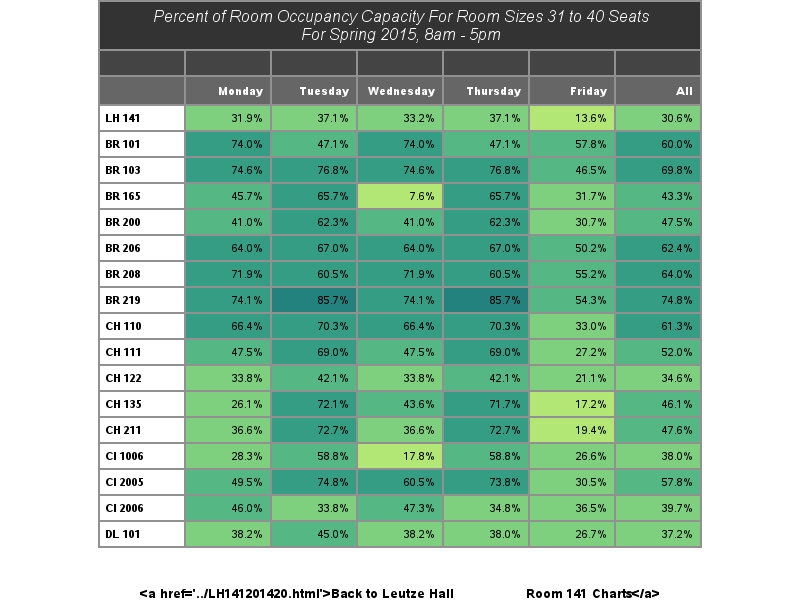 Percent of Room Occupancy Capacity For Room Sizes 31 to 40 Seats
For Spring 2015, 8am - 5pm
Monday Tuesday Wednesday Thursday Friday All
LH 141 31.9% 37.1% 33.2% 37.1% 13.6% 30.6%
BR 101 74.0% 47.1% 74.0% 47.1% 57.8% 60.0%
BR 103 74.6% 76.8% 74.6% 76.8% 46.5% 69.8%
BR 165 45.7% 65.7% 7.6% 65.7% 31.7% 43.3%
BR 200 41.0% 62.3% 41.0% 62.3% 30.7% 47.5%
BR 206 64.0% 67.0% 64.0% 67.0% 50.2% 62.4%
BR 208 71.9% 60.5% 71.9% 60.5% 55.2% 64.0%
BR 219 74.1% 85.7% 74.1% 85.7% 54.3% 74.8%
CH 110 66.4% 70.3% 66.4% 70.3% 33.0% 61.3%
CH 111 47.5% 69.0% 47.5% 69.0% 27.2% 52.0%
CH 122 33.8% 42.1% 33.8% 42.1% 21.1% 34.6%
CH 135 26.1% 72.1% 43.6% 71.7% 17.2% 46.1%
CH 211 36.6% 72.7% 36.6% 72.7% 19.4% 47.6%
CI 1006 28.3% 58.8% 17.8% 58.8% 26.6% 38.0%
CI 2005 49.5% 74.8% 60.5% 73.8% 30.5% 57.8%
CI 2006 46.0% 33.8% 47.3% 34.8% 36.5% 39.7%
DL 101 38.2% 45.0% 38.2% 38.0% 26.7% 37.2%
<a href='../LH141201420.html'>Back to Leutze Hall Room 141 Charts</a>